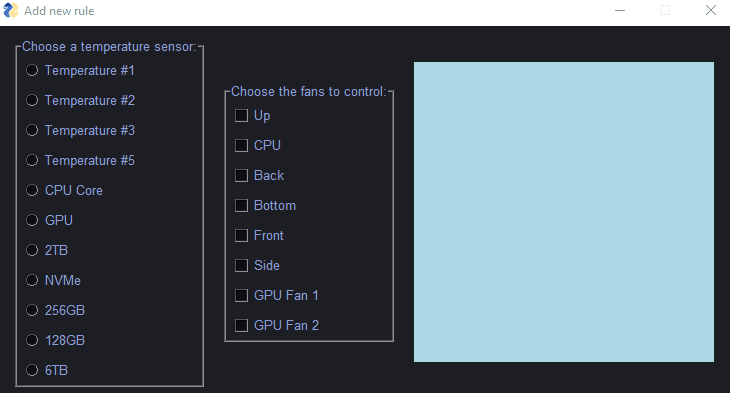 Add new rule
Choose a temperature sensor:
Temperature #1
Temperature #2
Temperature #3
Temperature #5
CPU Core
GPU
2TB
NVMe
256GB
128GB
6TB
Choose the fans to control:
Up
CPU
Back
Bottom
Front
Side
GPU Fan 1
GPU Fan 2